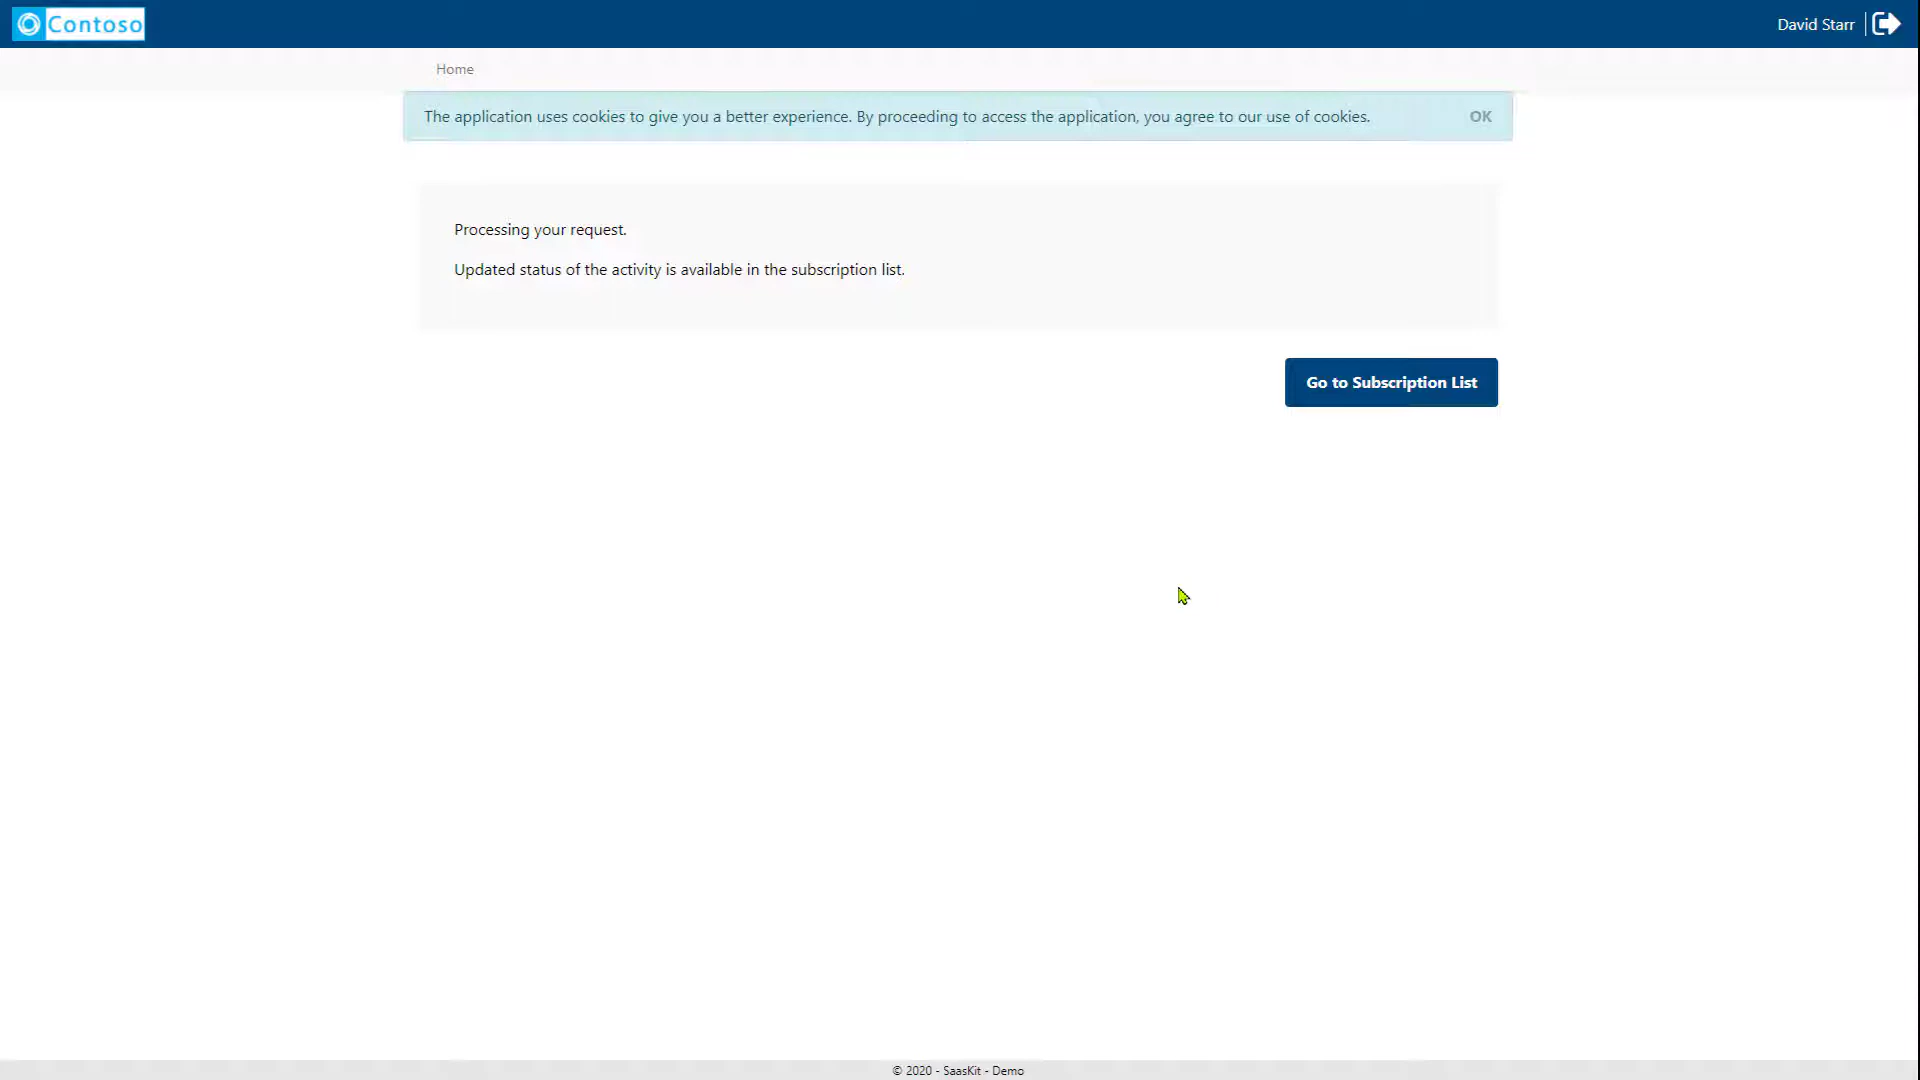 Contoso
David Starr
Home
The application uses cookies to give you a better experience. By proceeding to access the application, you agree to our use of cookies.
OK
Processing your request.
Updated status of the activity is available in the subscription list.
Go to Subscription List
© 2020 - SaasKit - Demo